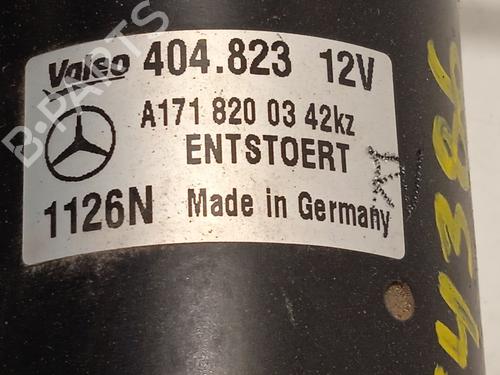 Valeo 404.823 12V
A171 820 03 42kz
ENTSTOERT
1126N Made in Germany
B-PARTS